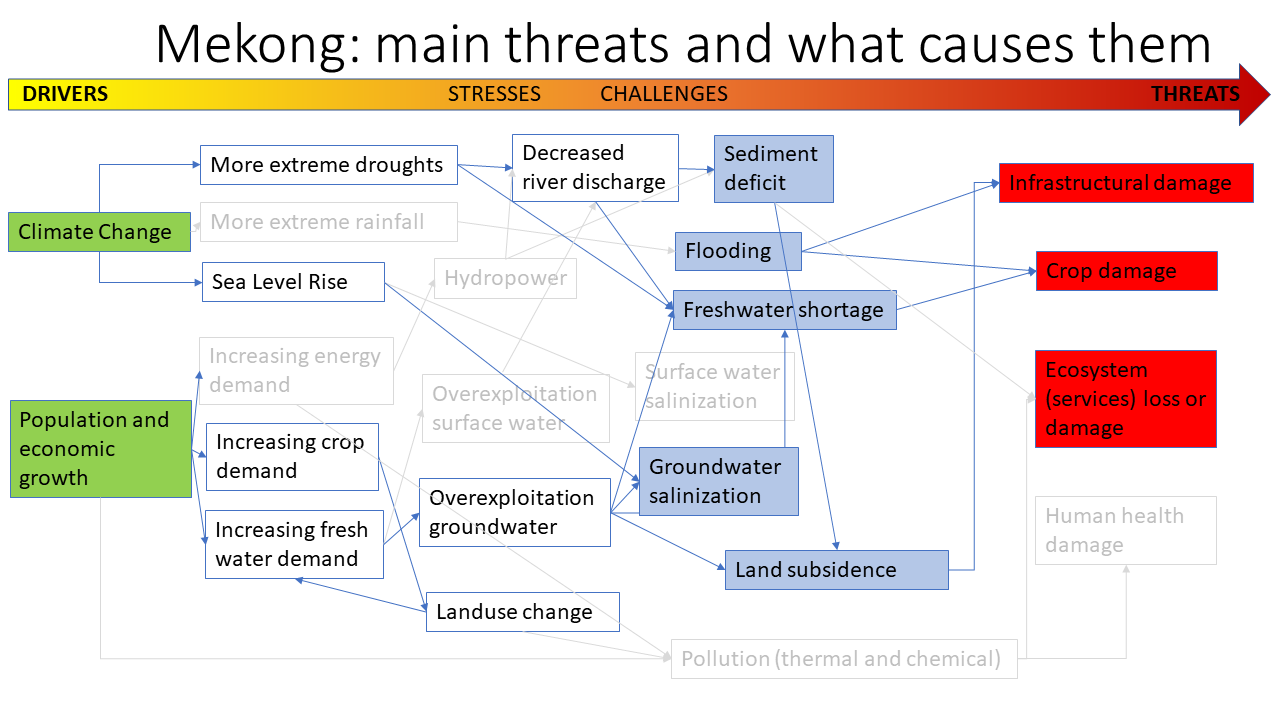 Mekong: main threats and what causes them
DRIVERS
STRESSES
CHALLENGES
THREATS
More extreme droughts
Decreased
river discharge
Sediment
deficit
Infrastructural damage
Climate Change
More extreme rainfall
Flooding
Crop damage
Sea Level Rise
Hydropower
Freshwater shortage
Increasing energy
demand
Overexploitation
surface water
Surface water
salinization
Ecosystem
(services) loss or
damage
Population and
economic
growth
Increasing crop
demand
Overexploitation
groundwater
Groundwater
salinization
Human health
damage
Increasing fresh
water demand
Land subsidence
Landuse change
Pollution (thermal and chemical)